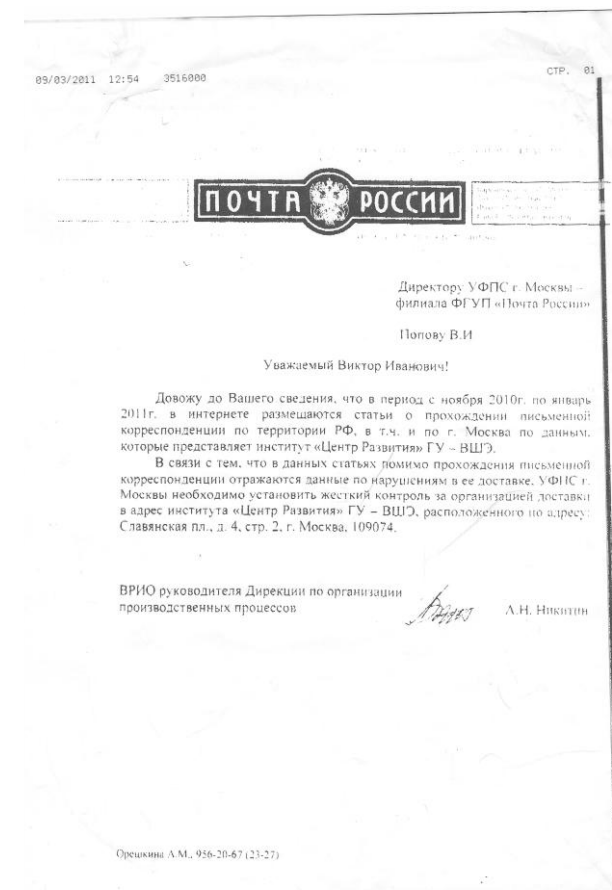 09/03/2011 12:54 3516000 СТР. 01
ПОЧТА РОССИИ
Директору УФПС г. Москвы –
филиала ФГУП «Почта России»
Попову В.И
Уважаемый Виктор Иванович!
Довожу до Вашего сведения, что в период с ноября 2010г. по январь
2011г. в интернете размещаются статьи о прохождении письменной
корреспонденции по территории РФ, в т.ч. и по г. Москва по данным,
которые представляет институт «Центр Развития» ГУ – ВШЭ.
В связи с тем, что в данных статьях помимо прохождения письменной
корреспонденции отражаются данные по нарушениям в ее доставке, УФПС г.
Москвы необходимо установить жесткий контроль за организацией доставки
в адрес института «Центр Развития» ГУ – ВШЭ, расположенного по адресу:
Славянская пл., д. 4, стр. 2, г. Москва, 109074.
ВРИО руководителя Дирекции по организации
производственных процессов А.Н. Никитин
Орешкина А.М., 956-20-67 (23-27)